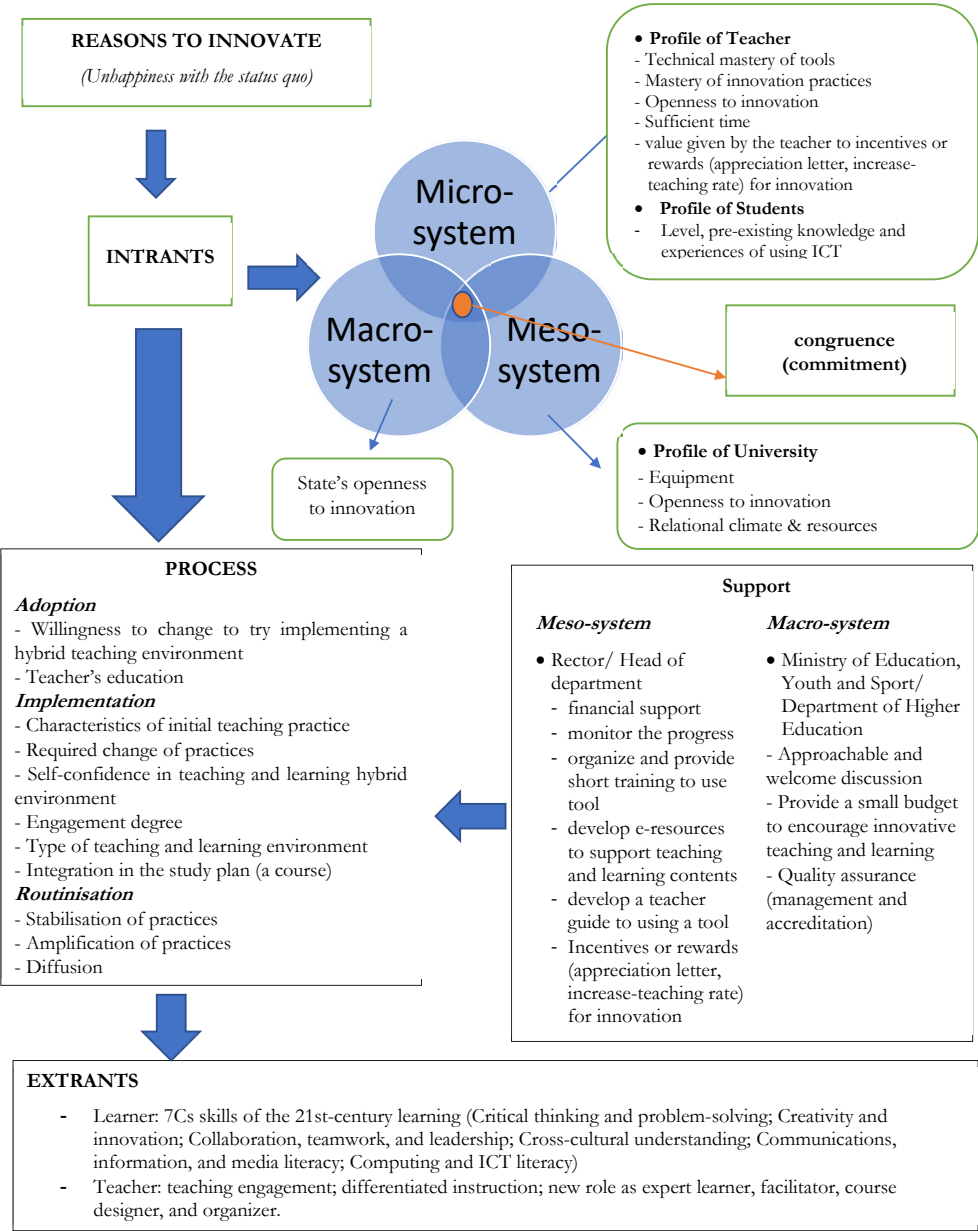 REASONS TO INNOVATE
(Unhappiness with the status quo)
INTRANTS
Micro-
system
Macro-
system
Meso-
system
• Profile of Teacher
- Technical mastery of tools
- Mastery of innovation practices
- Openness to innovation
- Sufficient time
- value given by the teacher to incentives or
rewards (appreciation letter, increase-
teaching rate) for innovation
• Profile of Students
- Level, pre-existing knowledge and
experiences of using ICT
congruence
(commitment)
• Profile of University
- Equipment
- Openness to innovation
- Relational climate & resources
State's openness
to innovation
PROCESS
Adoption
- Willingness to change to try implementing a
hybrid teaching environment
- Teacher's education
Implementation
- Characteristics of initial teaching practice
- Required change of practices
- Self-confidence in teaching and learning hybrid
environment
- Engagement degree
- Type of teaching and learning environment
- Integration in the study plan (a course)
Routinisation
- Stabilisation of practices
- Amplification of practices
- Diffusion
Support
Meso-system
• Rector/ Head of
department
- financial support
- monitor the progress
- organize and provide
short training to use
tool
- develop e-resources
to support teaching
and learning contents
- develop a teacher
guide to using a tool
- Incentives or rewards
(appreciation letter,
increase-teaching rate)
for innovation
Macro-system
• Ministry of Education,
Youth and Sport/
Department of Higher
Education
- Approachable and
welcome discussion
- Provide a small budget
to encourage innovative
teaching and learning
- Quality assurance
(management and
accreditation)
EXTRANTS
- Learner: 7Cs skills of the 21st-century learning (Critical thinking and problem-solving; Creativity and
innovation; Collaboration, teamwork, and leadership; Cross-cultural understanding; Communications,
information, and media literacy; Computing and ICT literacy)
- Teacher: teaching engagement; differentiated instruction; new role as expert learner, facilitator, course
designer, and organizer.